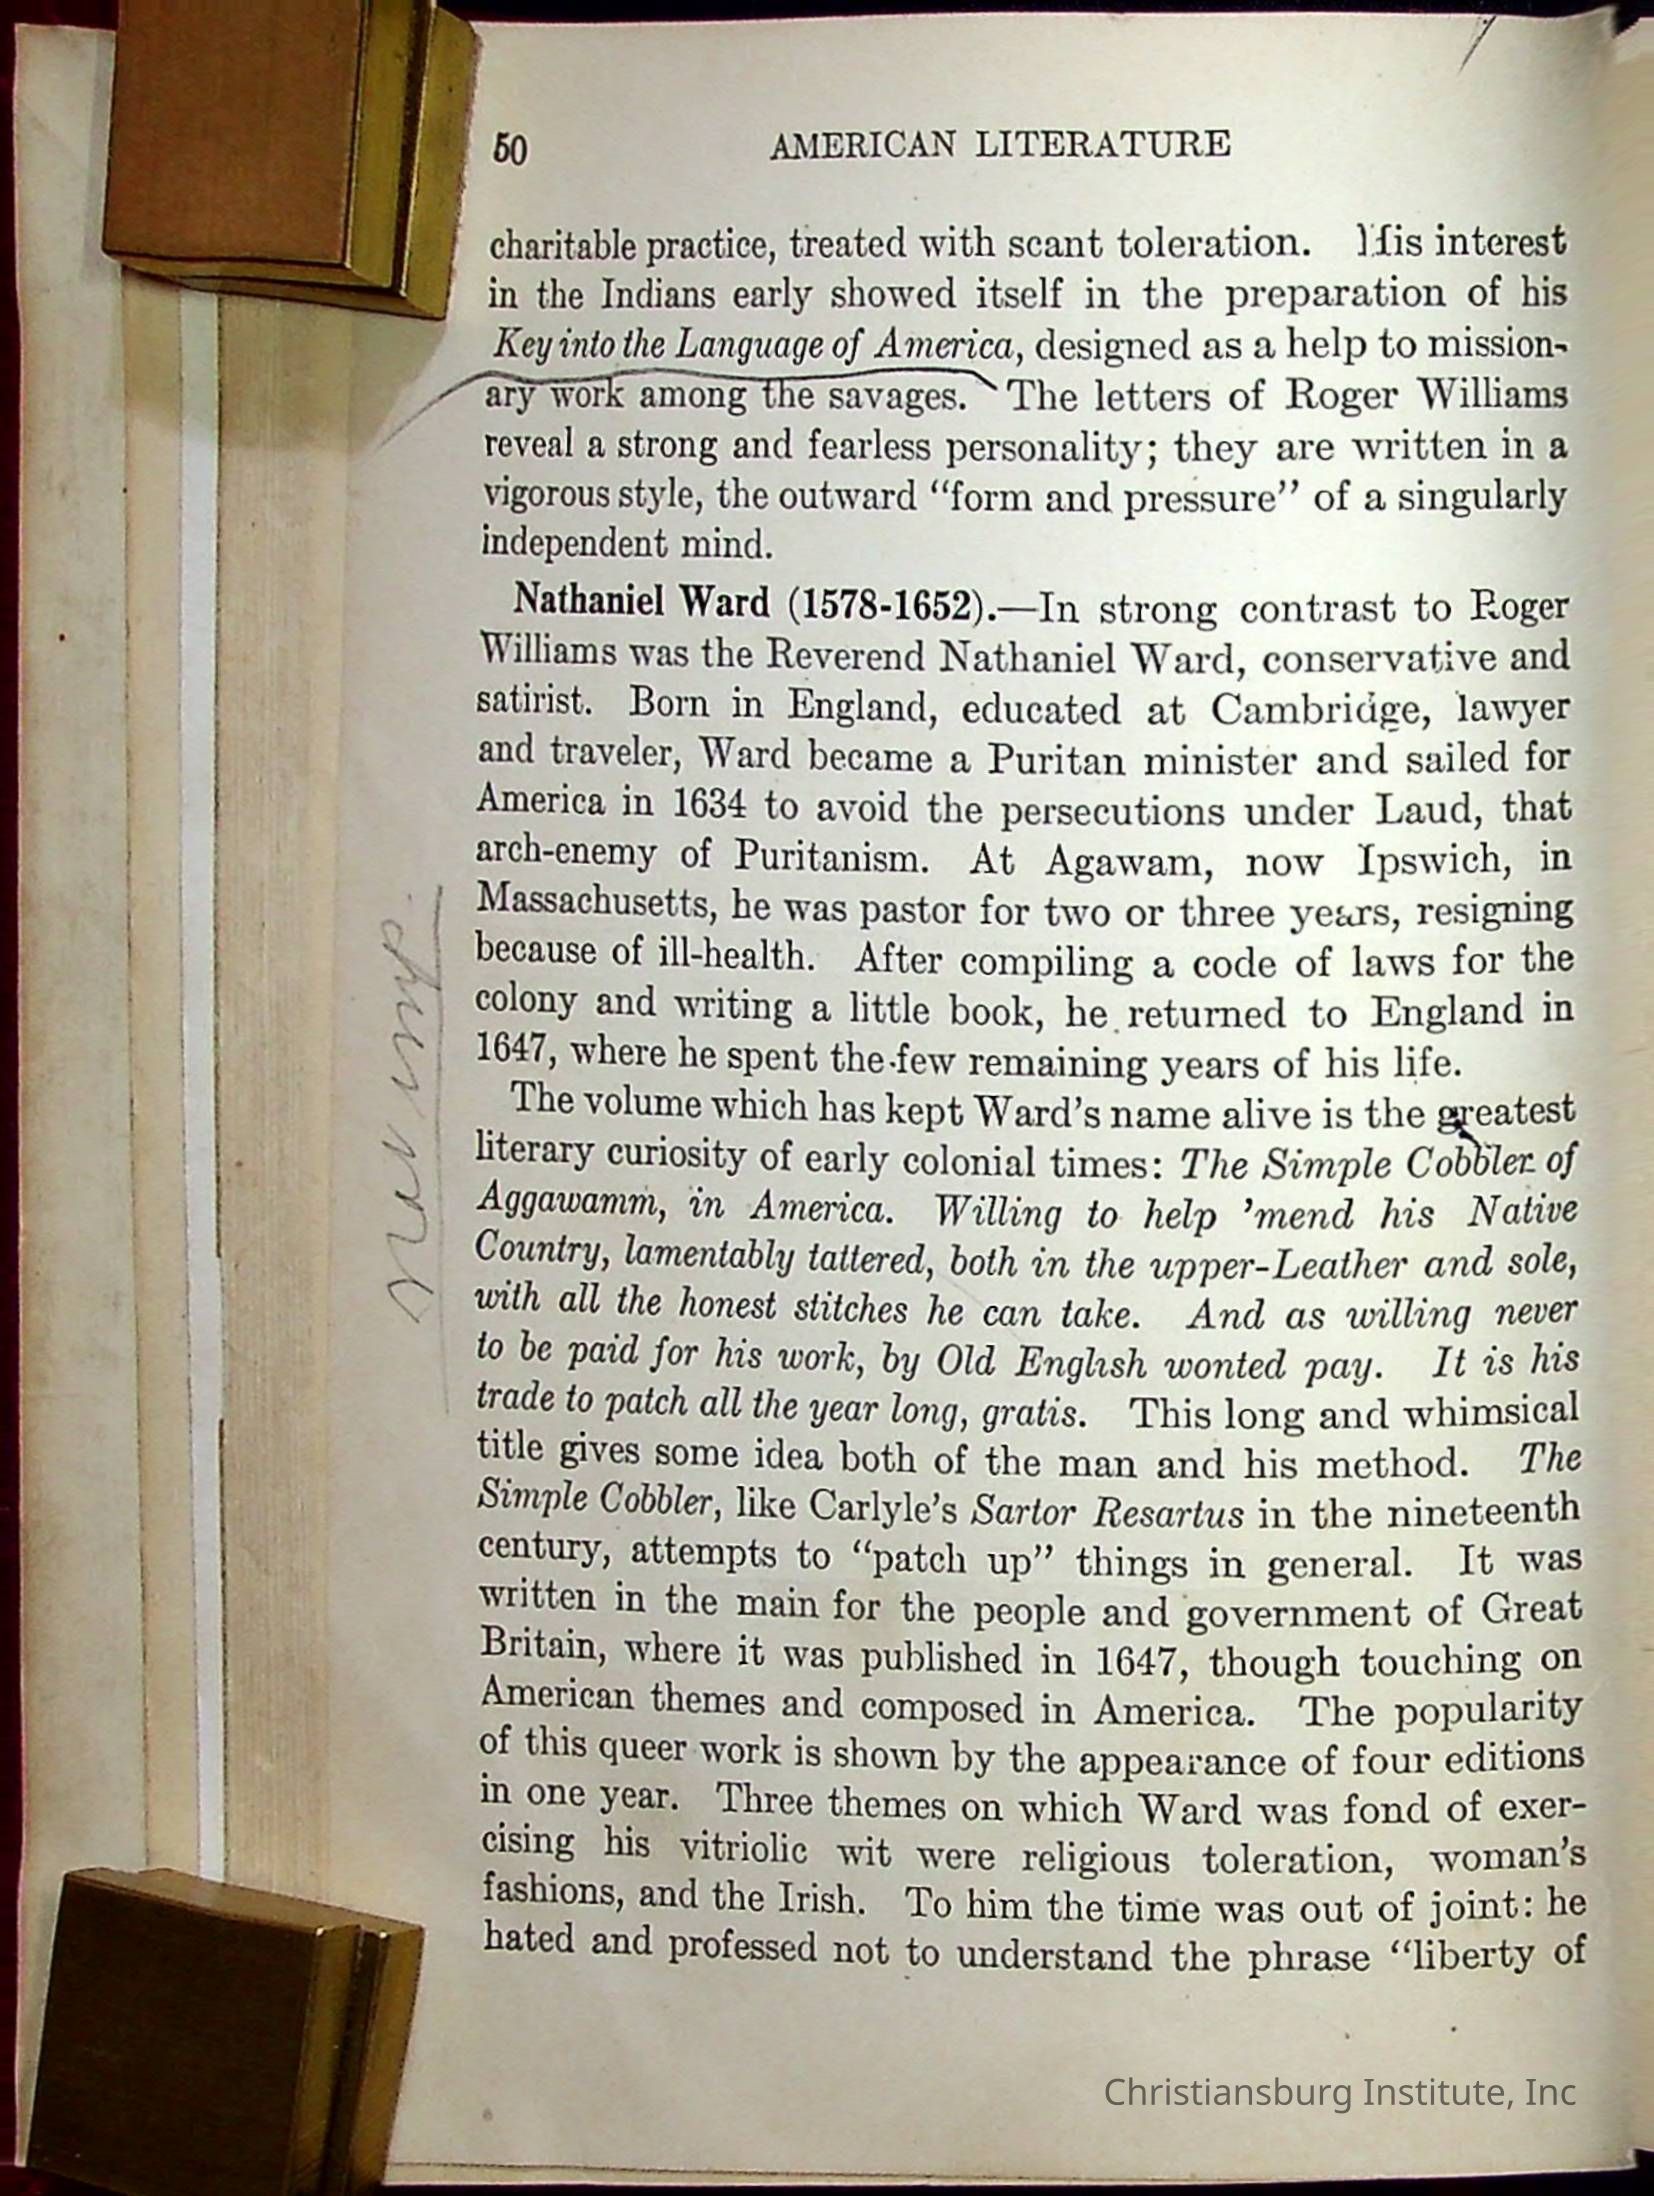 50 AMERICAN LITERATURE
charitable practice, treated with scant toleration. His interest
in the Indians early showed itself in the preparation of his
Key into the Language of America, designed as a help to mission-
ary work among the savages. The letters of Roger Williams
reveal a strong and fearless personality; they are written in a
vigorous style, the outward “form and pressure” of a singularly
independent mind.
Nathaniel Ward (1578-1652).—In strong contrast to Roger
Williams was the Reverend Nathaniel Ward, conservative and
satirist. Born in England, educated at Cambridge, lawyer
and traveler, Ward became a Puritan minister and sailed for
America in 1634 to avoid the persecutions under Laud, that
arch-enemy of Puritanism. At Agawam, now Ipswich, in
Massachusetts, he was pastor for two or three years, resigning
because of ill-health. After compiling a code of laws for the
colony and writing a little book, he returned to England in
1647, where he spent the few remaining years of his life.
The volume which has kept Ward’s name alive is the greatest
literary curiosity of early colonial times: The Simple Cobbler of
Aggawamm, in America. Willing to help ’mend his Native
Country, lamentably tattered, both in the upper-Leather and sole,
with all the honest stitches he can take. And as willing never
to be paid for his work, by Old English wonted pay. It is his
trade to patch all the year long, gratis. This long and whimsical
title gives some idea both of the man and his method. The
Simple Cobbler, like Carlyle’s Sartor Resartus in the nineteenth
century, attempts to “patch up” things in general. It was
written in the main for the people and government of Great
Britain, where it was published in 1647, though touching on
American themes and composed in America. The popularity
of this queer work is shown by the appearance of four editions
in one year. Three themes on which Ward was fond of exer-
cising his vitriolic wit were religious toleration, woman’s
fashions, and the Irish. To him the time was out of joint: he
hated and professed not to understand the phrase “liberty of
Christiansburg Institute, Inc